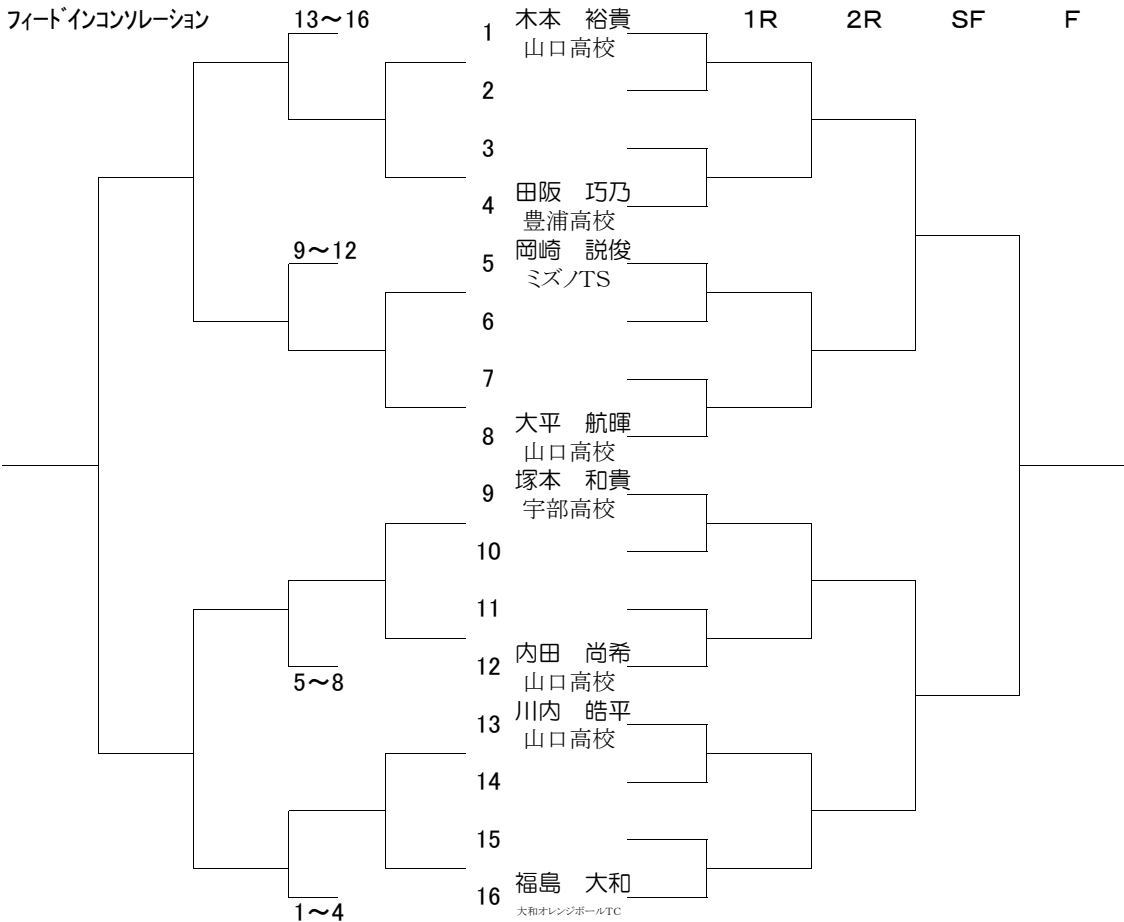 フィードインコンソレーション 13～16 1R 2R SF F
1 木本 裕貴
山口高校
2
3
4 田阪 巧乃
豊浦高校
9～12
5 岡崎 説俊
ミズノTS
6
7
8 大平 航暉
山口高校
9 塚本 和貴
宇部高校
10
11
12 内田 尚希
山口高校
5～8
13 川内 皓平
山口高校
14
15
16 福島 大和
大和オレンジボールTC
1～4